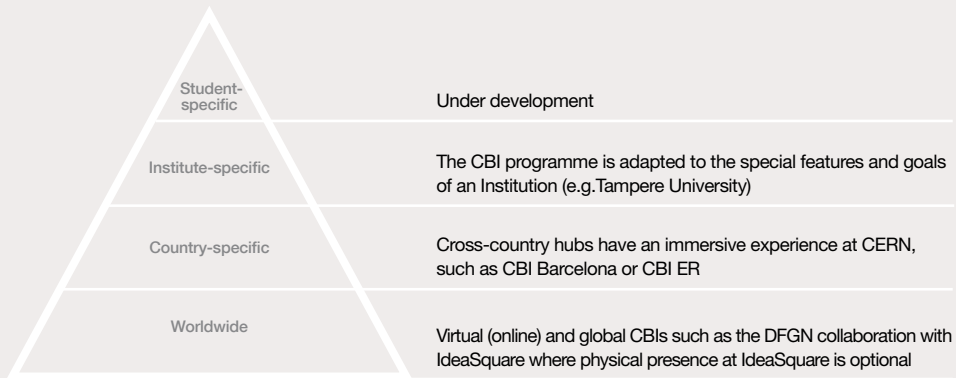 Student-
specific
Under development
Institute-specific
The CBI programme is adapted to the special features and goals
of an Institution (e.g.Tampere University)
Country-specific
Cross-country hubs have an immersive experience at CERN,
such as CBI Barcelona or CBI ER
Worldwide
Virtual (online) and global CBIs such as the DFGN collaboration with
IdeaSquare where physical presence at IdeaSquare is optional